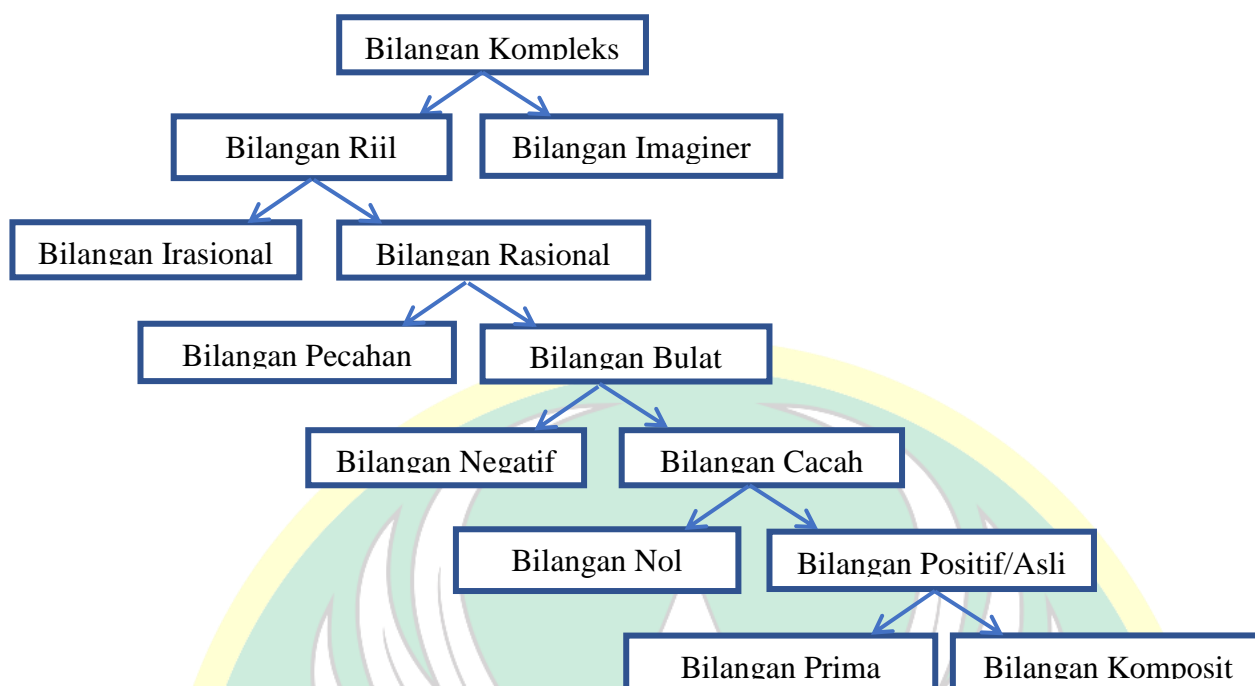 Bilangan Kompleks
Bilangan Riil
Bilangan Imaginer
Bilangan Irasional
Bilangan Rasional
Bilangan Pecahan
Bilangan Bulat
Bilangan Negatif
Bilangan Cacah
Bilangan Nol
Bilangan Positif/Asli
Bilangan Prima
Bilangan Komposit